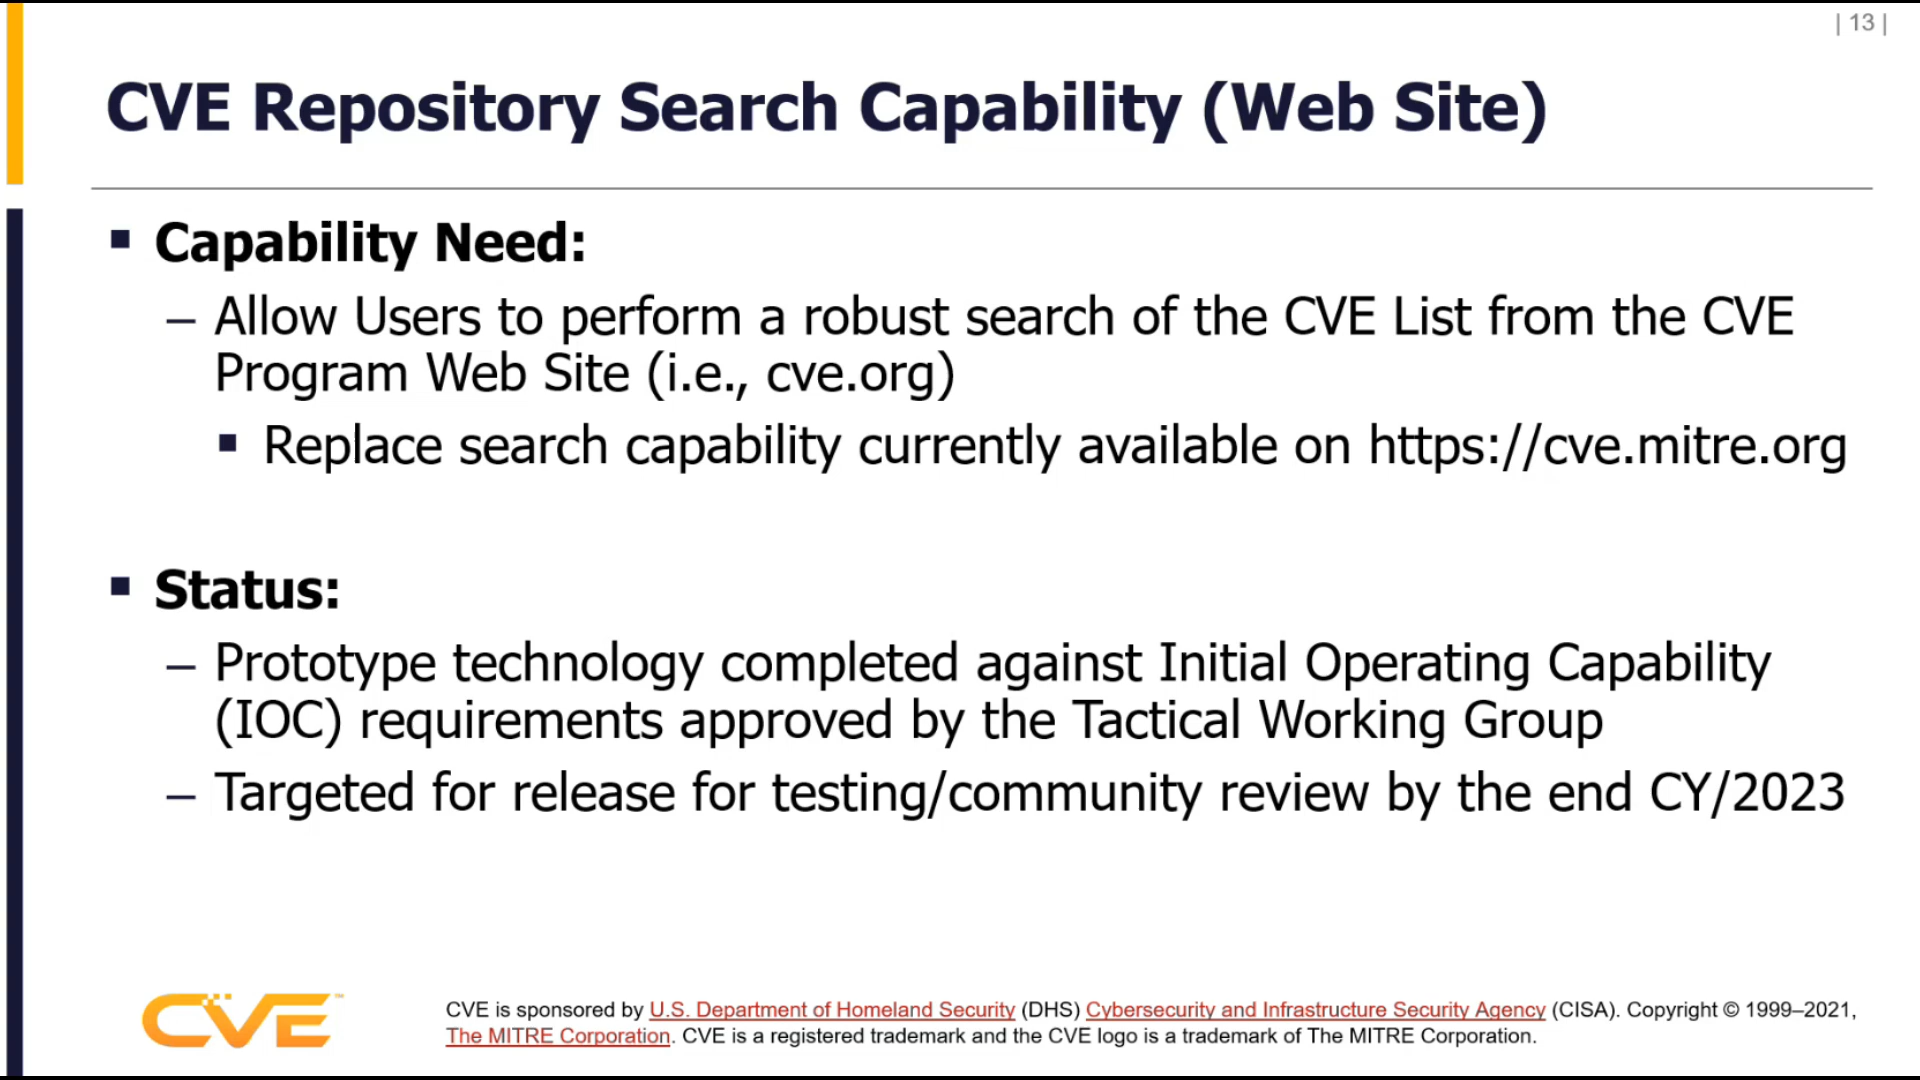 | 13 |
CVE Repository Search Capability (Web Site)
▪ Capability Need:
– Allow Users to perform a robust search of the CVE List from the CVE
Program Web Site (i.e., cve.org)
▪ Replace search capability currently available on https://cve.mitre.org
▪ Status:
– Prototype technology completed against Initial Operating Capability
(IOC) requirements approved by the Tactical Working Group
– Targeted for release for testing/community review by the end CY/2023
CVE™
CVE is sponsored by U.S. Department of Homeland Security (DHS) Cybersecurity and Infrastructure Security Agency (CISA). Copyright © 1999–2021,
The MITRE Corporation. CVE is a registered trademark and the CVE logo is a trademark of The MITRE Corporation.